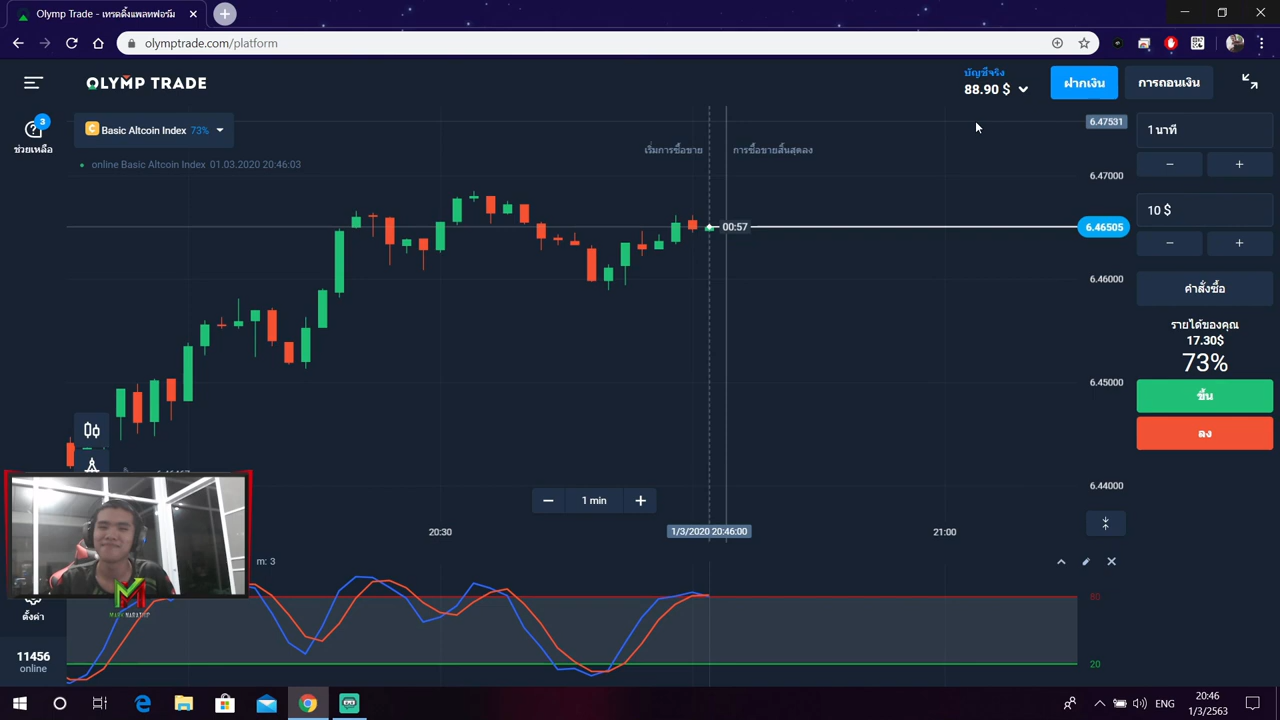 Olymp Trade - เทรดดิ้งแพลทฟอร์ม
olymptrade.com/platform
OLYMP TRADE
บัญชีจริง
88.90 $
ฝากเงิน
การถอนเงิน
3
ช่วยเหลือ
Basic Altcoin Index 73%
online Basic Altcoin Index 01.03.2020 20:46:03
เริ่มการซื้อขาย
การซื้อขายสิ้นสุดลง
6.47531
6.47000
6.46505
6.46000
6.45000
6.44000
00:57
1 นาที
10 $
คำสั่งซื้อ
รายได้ของคุณ
17.30$
73%
ขึ้น
ลง
1 min
20:30
1/3/2020 20:46:00
21:00
m: 3
80
20
ตั้งค่า
11456
online
ENG
20:46
1/3/2563